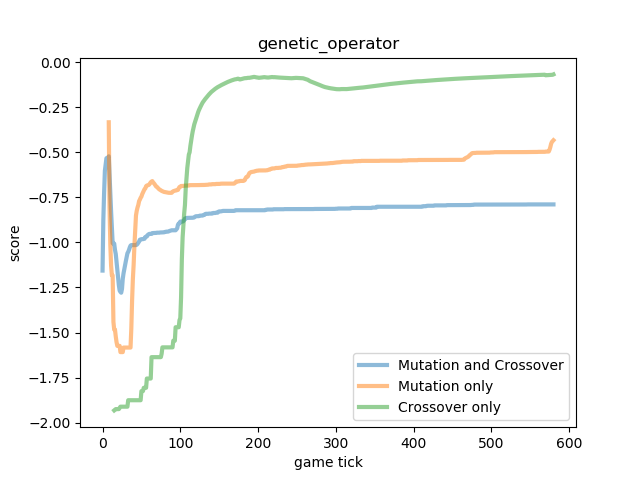 genetic_operator
0.00
−0.25
−0.50
−0.75
−1.00
−1.25
−1.50
−1.75
−2.00
score
0 100 200 300 400 500 600
game tick
Mutation and Crossover
Mutation only
Crossover only